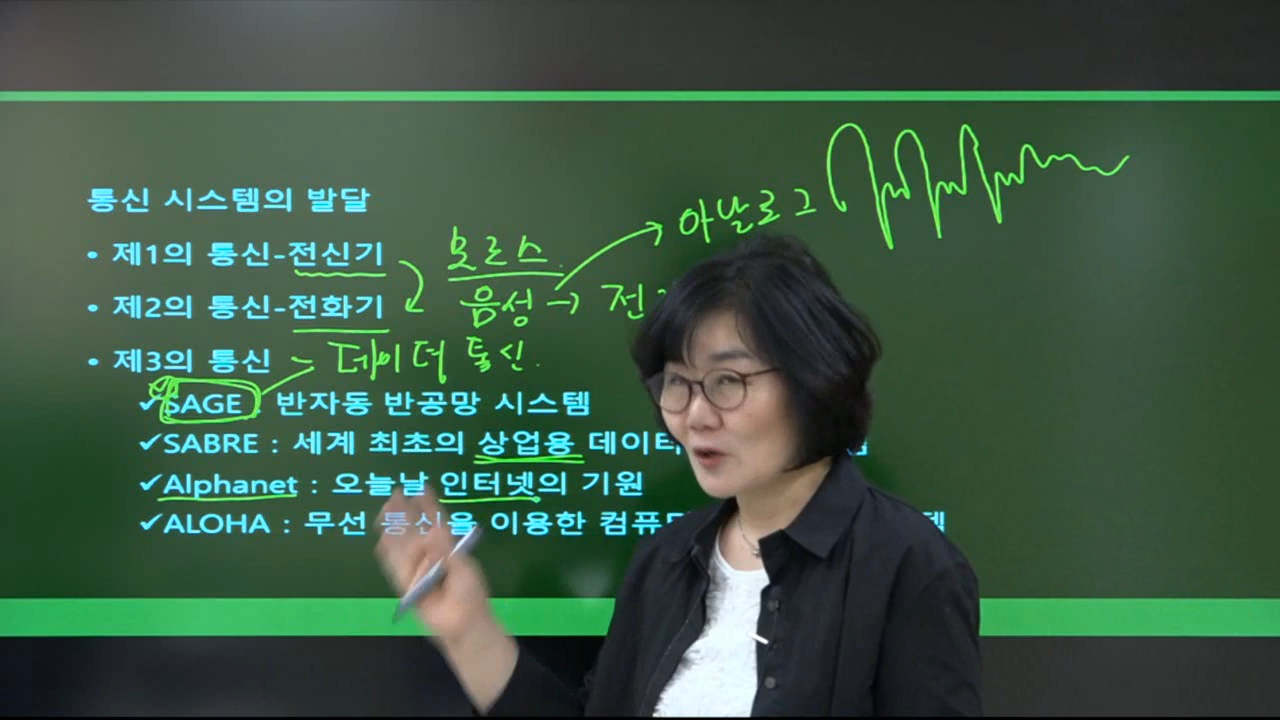 통신 시스템의 발달
• 제1의 통신-전신기
모르스
아날로그
• 제2의 통신-전화기
음성 → 전
• 제3의 통신 - 데이터 통신.
✓SAGE : 반자동 반공망 시스템
✓SABRE : 세계 최초의 상업용 데이터
✓Alphanet : 오늘날 인터넷의 기원
✓ALOHA : 무선 통신을 이용한 컴퓨터